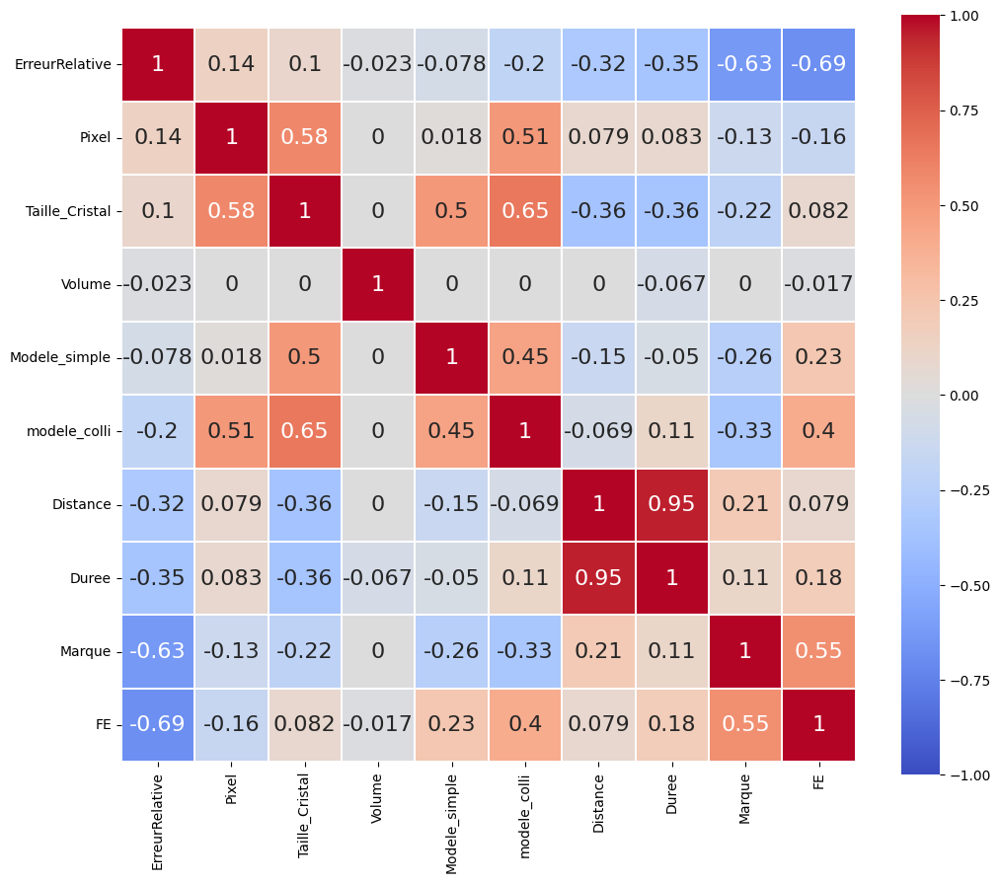 ErreurRelative 1 0.14 0.1 -0.023 -0.078 -0.2 -0.32 -0.35 -0.63 -0.69
Pixel 0.14 1 0.58 0 0.018 0.51 0.079 0.083 -0.13 -0.16
Taille_Cristal 0.1 0.58 1 0 0.5 0.65 -0.36 -0.36 -0.22 0.082
Volume -0.023 0 0 1 0 0 0 -0.067 0 -0.017
Modele_simple -0.078 0.018 0.5 0 1 0.45 -0.15 -0.05 -0.26 0.23
modele_colli -0.2 0.51 0.65 0 0.45 1 -0.069 0.11 -0.33 0.4
Distance -0.32 0.079 -0.36 0 -0.15 -0.069 1 0.95 0.21 0.079
Duree -0.35 0.083 -0.36 -0.067 -0.05 0.11 0.95 1 0.11 0.18
Marque -0.63 -0.13 -0.22 0 -0.26 -0.33 0.21 0.11 1 0.55
FE -0.69 -0.16 0.082 -0.017 0.23 0.4 0.079 0.18 0.55 1
ErreurRelative Pixel Taille_Cristal Volume Modele_simple modele_colli Distance Duree Marque FE
1.00
0.75
0.50
0.25
0.00
−0.25
−0.50
−0.75
−1.00